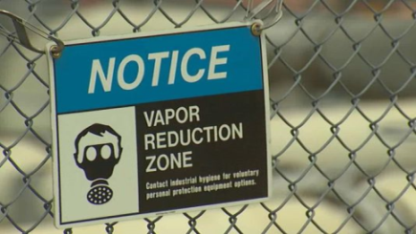 NOTICE
VAPOR
REDUCTION
ZONE
Contact industrial hygiene for voluntary
personal protection equipment options.